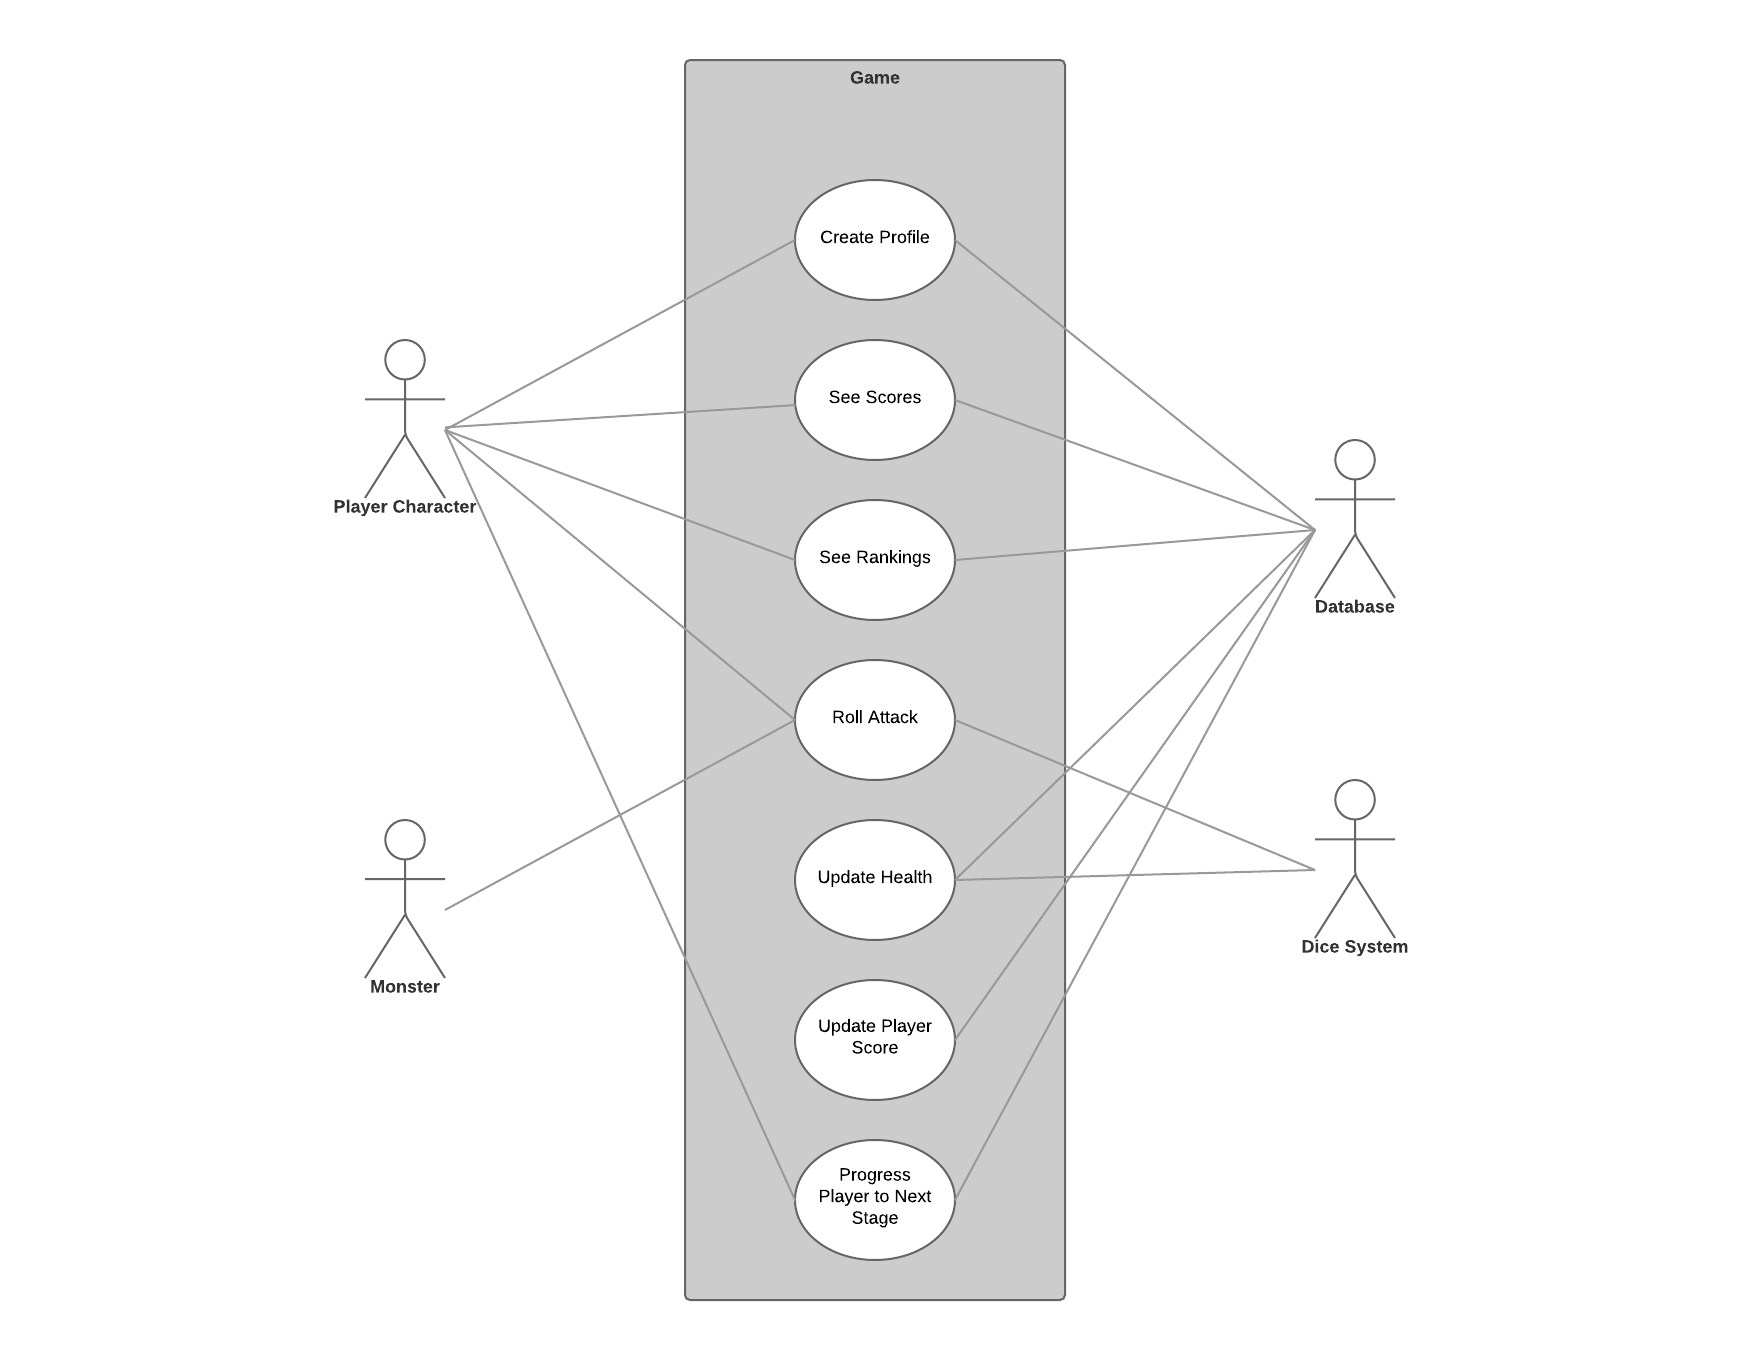 Game
Create Profile
See Scores
Player Character
See Rankings
Database
Roll Attack
Update Health
Dice System
Monster
Update Player
Score
Progress
Player to Next
Stage